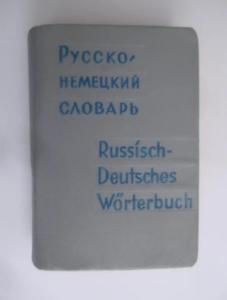 Русско-
немецкий
словарь
Russisch-
Deutsches
Wörterbuch